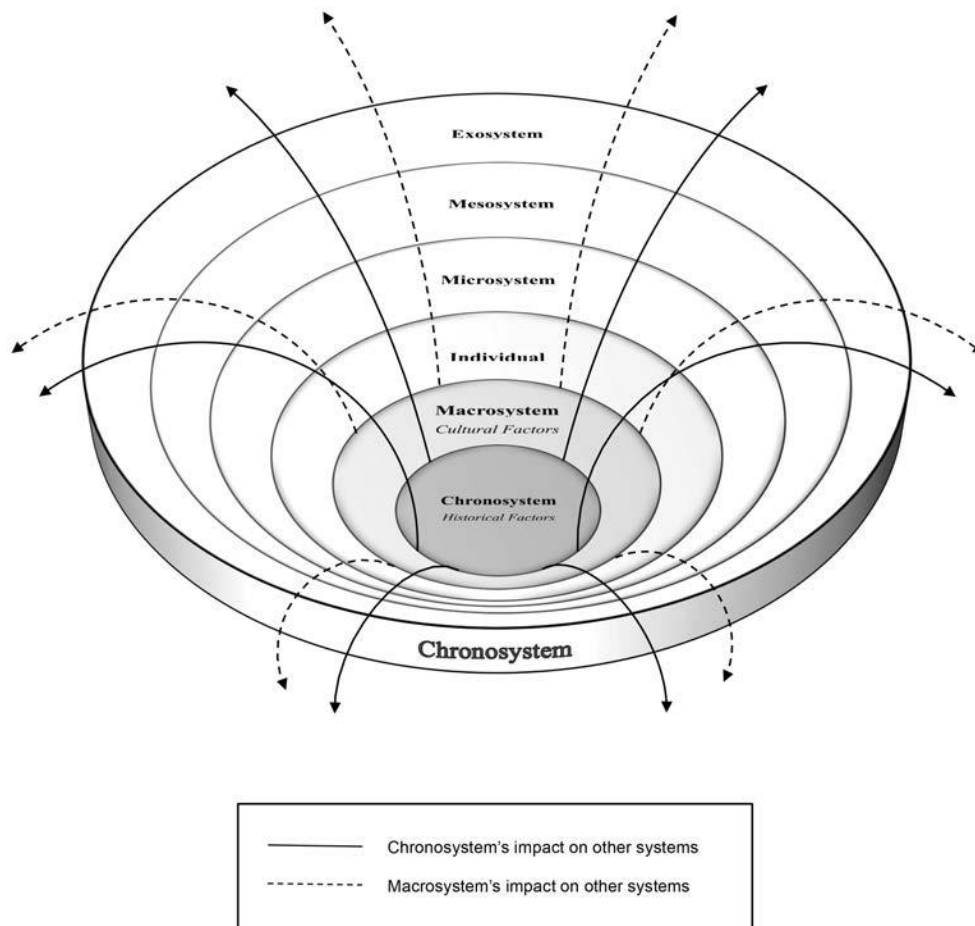 Exosystem
Mesosystem
Microsystem
Individual
Macrosystem
Cultural Factors
Chronosystem
Historical Factors
Chronosystem
Chronosystem's impact on other systems
Macrosystem's impact on other systems